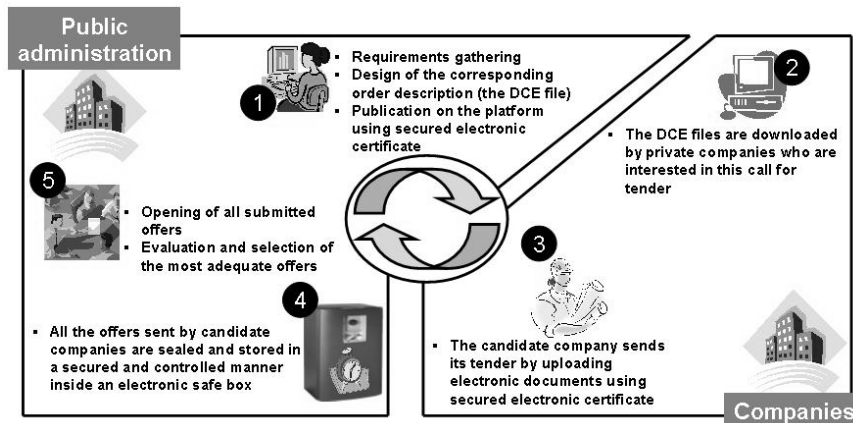 Public
administration
1
▪ Requirements gathering
▪ Design of the corresponding
order description (the DCE file)
▪ Publication on the platform
using secured electronic
certificate
2
▪ The DCE files are downloaded
by private companies who are
interested in this call for
tender
3
▪ The candidate company sends
its tender by uploading
electronic documents using
secured electronic certificate
4
▪ All the offers sent by candidate
companies are sealed and stored in
a secured and controlled manner
inside an electronic safe box
5
▪ Opening of all submitted
offers
▪ Evaluation and selection of
the most adequate offers
Companies